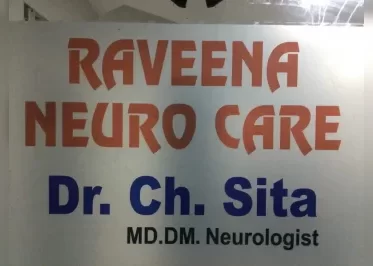 RAVEENA
NEURO CARE
Dr. Ch. Sita
MD.DM. Neurologist